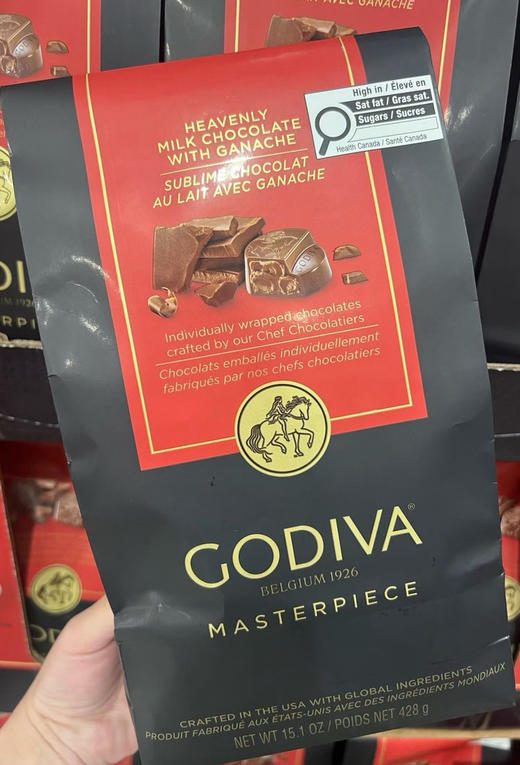 AVEC GANACHE
High in / Élevé en
Sat fat / Gras sat.
Sugars / Sucres
Health Canada / Santé Canada
HEAVENLY
MILK CHOCOLATE
WITH GANACHE
SUBLIME CHOCOLAT
AU LAIT AVEC GANACHE
Individually wrapped chocolates
crafted by our Chef Chocolatiers
Chocolats emballés individuellement
fabriqués par nos chefs chocolatiers
GODIVA®
BELGIUM 1926
MASTERPIECE
CRAFTED IN THE USA WITH GLOBAL INGREDIENTS
PRODUIT FABRIQUÉ AUX ÉTATS-UNIS AVEC DES INGRÉDIENTS MONDIAUX
NET WT 15.1 OZ / POIDS NET 428 g